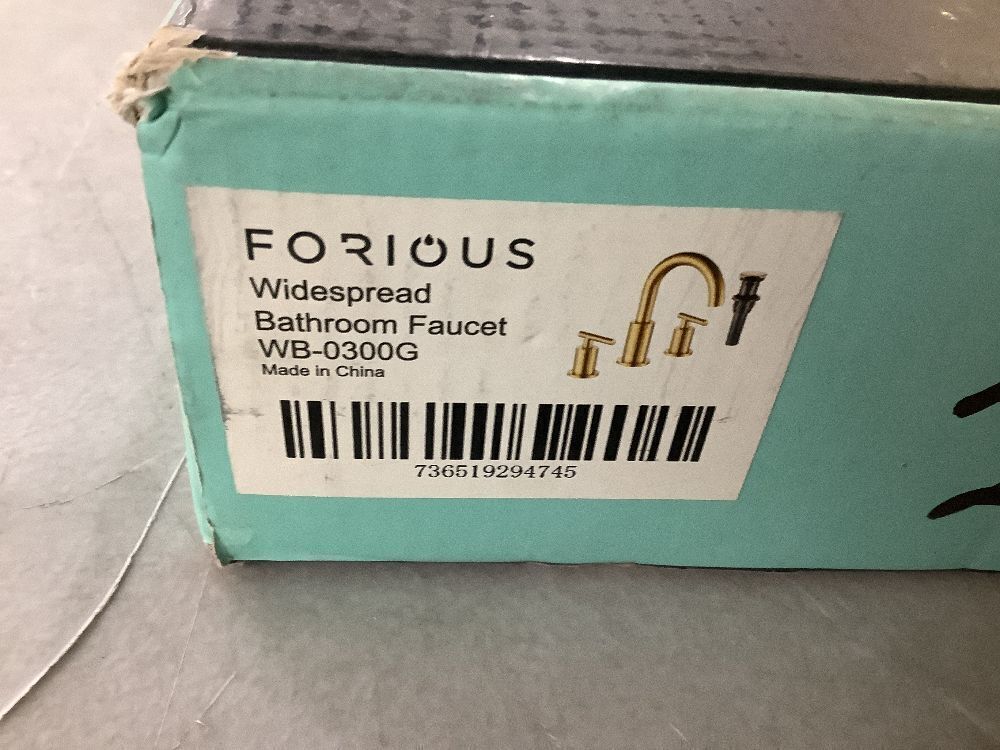 FORIOUS
Widespread
Bathroom Faucet
WB-0300G
Made in China
736519294745